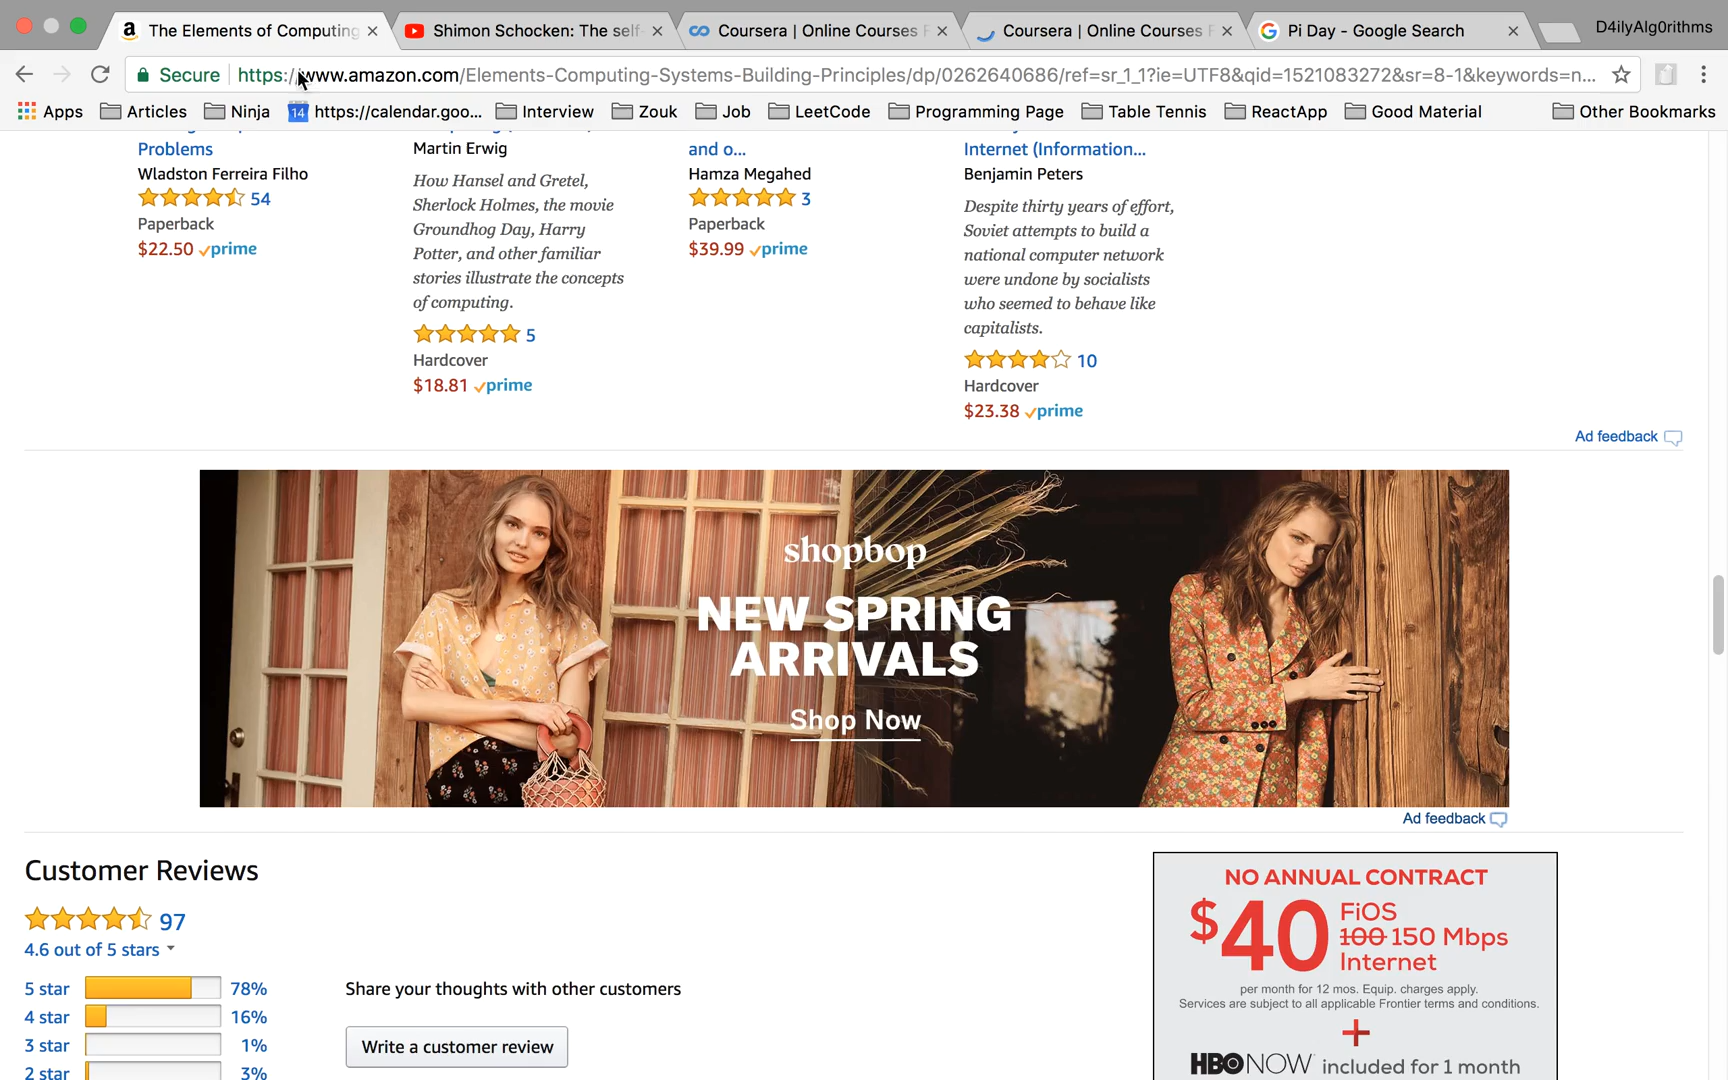 The Elements of Computing
Shimon Schocken: The self-
Coursera | Online Courses F
Coursera | Online Courses F
Pi Day - Google Search
D4ilyAlg0rithms
Secure
https://www.amazon.com/Elements-Computing-Systems-Building-Principles/dp/0262640686/ref=sr_1_1?ie=UTF8&qid=1521083272&sr=8-1&keywords=n...
Apps
Articles
Ninja
14
https://calendar.goo...
Interview
Zouk
Job
LeetCode
Programming Page
Table Tennis
ReactApp
Good Material
Other Bookmarks
Problems
Wladston Ferreira Filho
54
Paperback
$22.50 prime
Martin Erwig
How Hansel and Gretel,
Sherlock Holmes, the movie
Groundhog Day, Harry
Potter, and other familiar
stories illustrate the concepts
of computing.
5
Hardcover
$18.81 prime
and o...
Hamza Megahed
3
Paperback
$39.99 prime
Internet (Information...
Benjamin Peters
Despite thirty years of effort,
Soviet attempts to build a
national computer network
were undone by socialists
who seemed to behave like
capitalists.
10
Hardcover
$23.38 prime
Ad feedback
shopbop
NEW SPRING
ARRIVALS
Shop Now
Ad feedback
Customer Reviews
97
4.6 out of 5 stars
5 star 78%
4 star 16%
3 star 1%
2 star 3%
Share your thoughts with other customers
Write a customer review
NO ANNUAL CONTRACT
$40
FiOS
100 150 Mbps
Internet
per month for 12 mos. Equip. charges apply.
Services are subject to all applicable Frontier terms and conditions.
+
HBO NOW included for 1 month